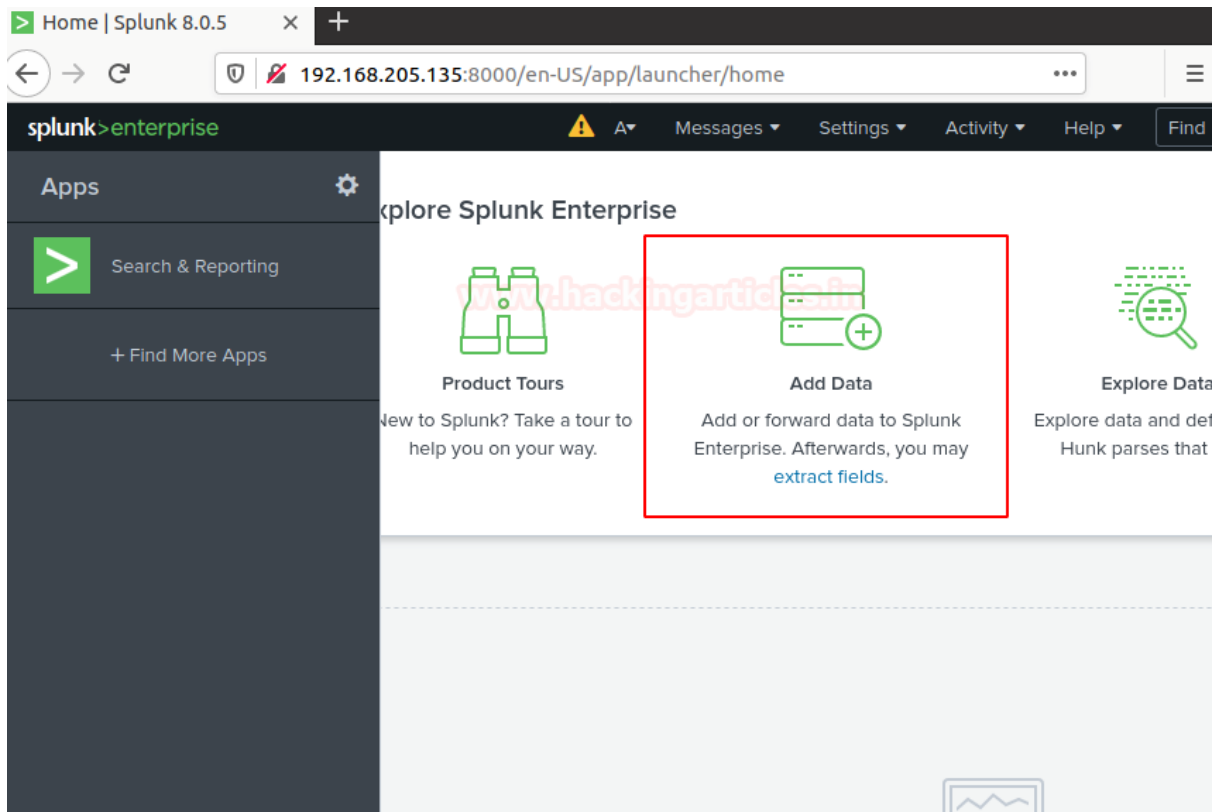 Home | Splunk 8.0.5
192.168.205.135:8000/en-US/app/launcher/home
splunk>enterprise
A
Messages
Settings
Activity
Help
Find
Apps
xplore Splunk Enterprise
Search & Reporting
+ Find More Apps
www.hackingarticles.in
Product Tours
New to Splunk? Take a tour to
help you on your way.
Add Data
Add or forward data to Splunk
Enterprise. Afterwards, you may
extract fields.
Explore Data
Explore data and def
Hunk parses that